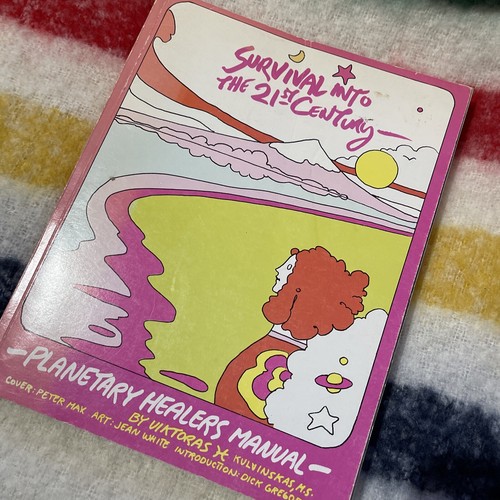 SURVIVAL INTO
THE 21ST CENTURY
-PLANETARY HEALERS MANUAL-
BY VIKTORAS KULVINSKAS, M.S.
COVER: PETER MAX ART: JEAN WHITE INTRODUCTION: DICK GREGOR